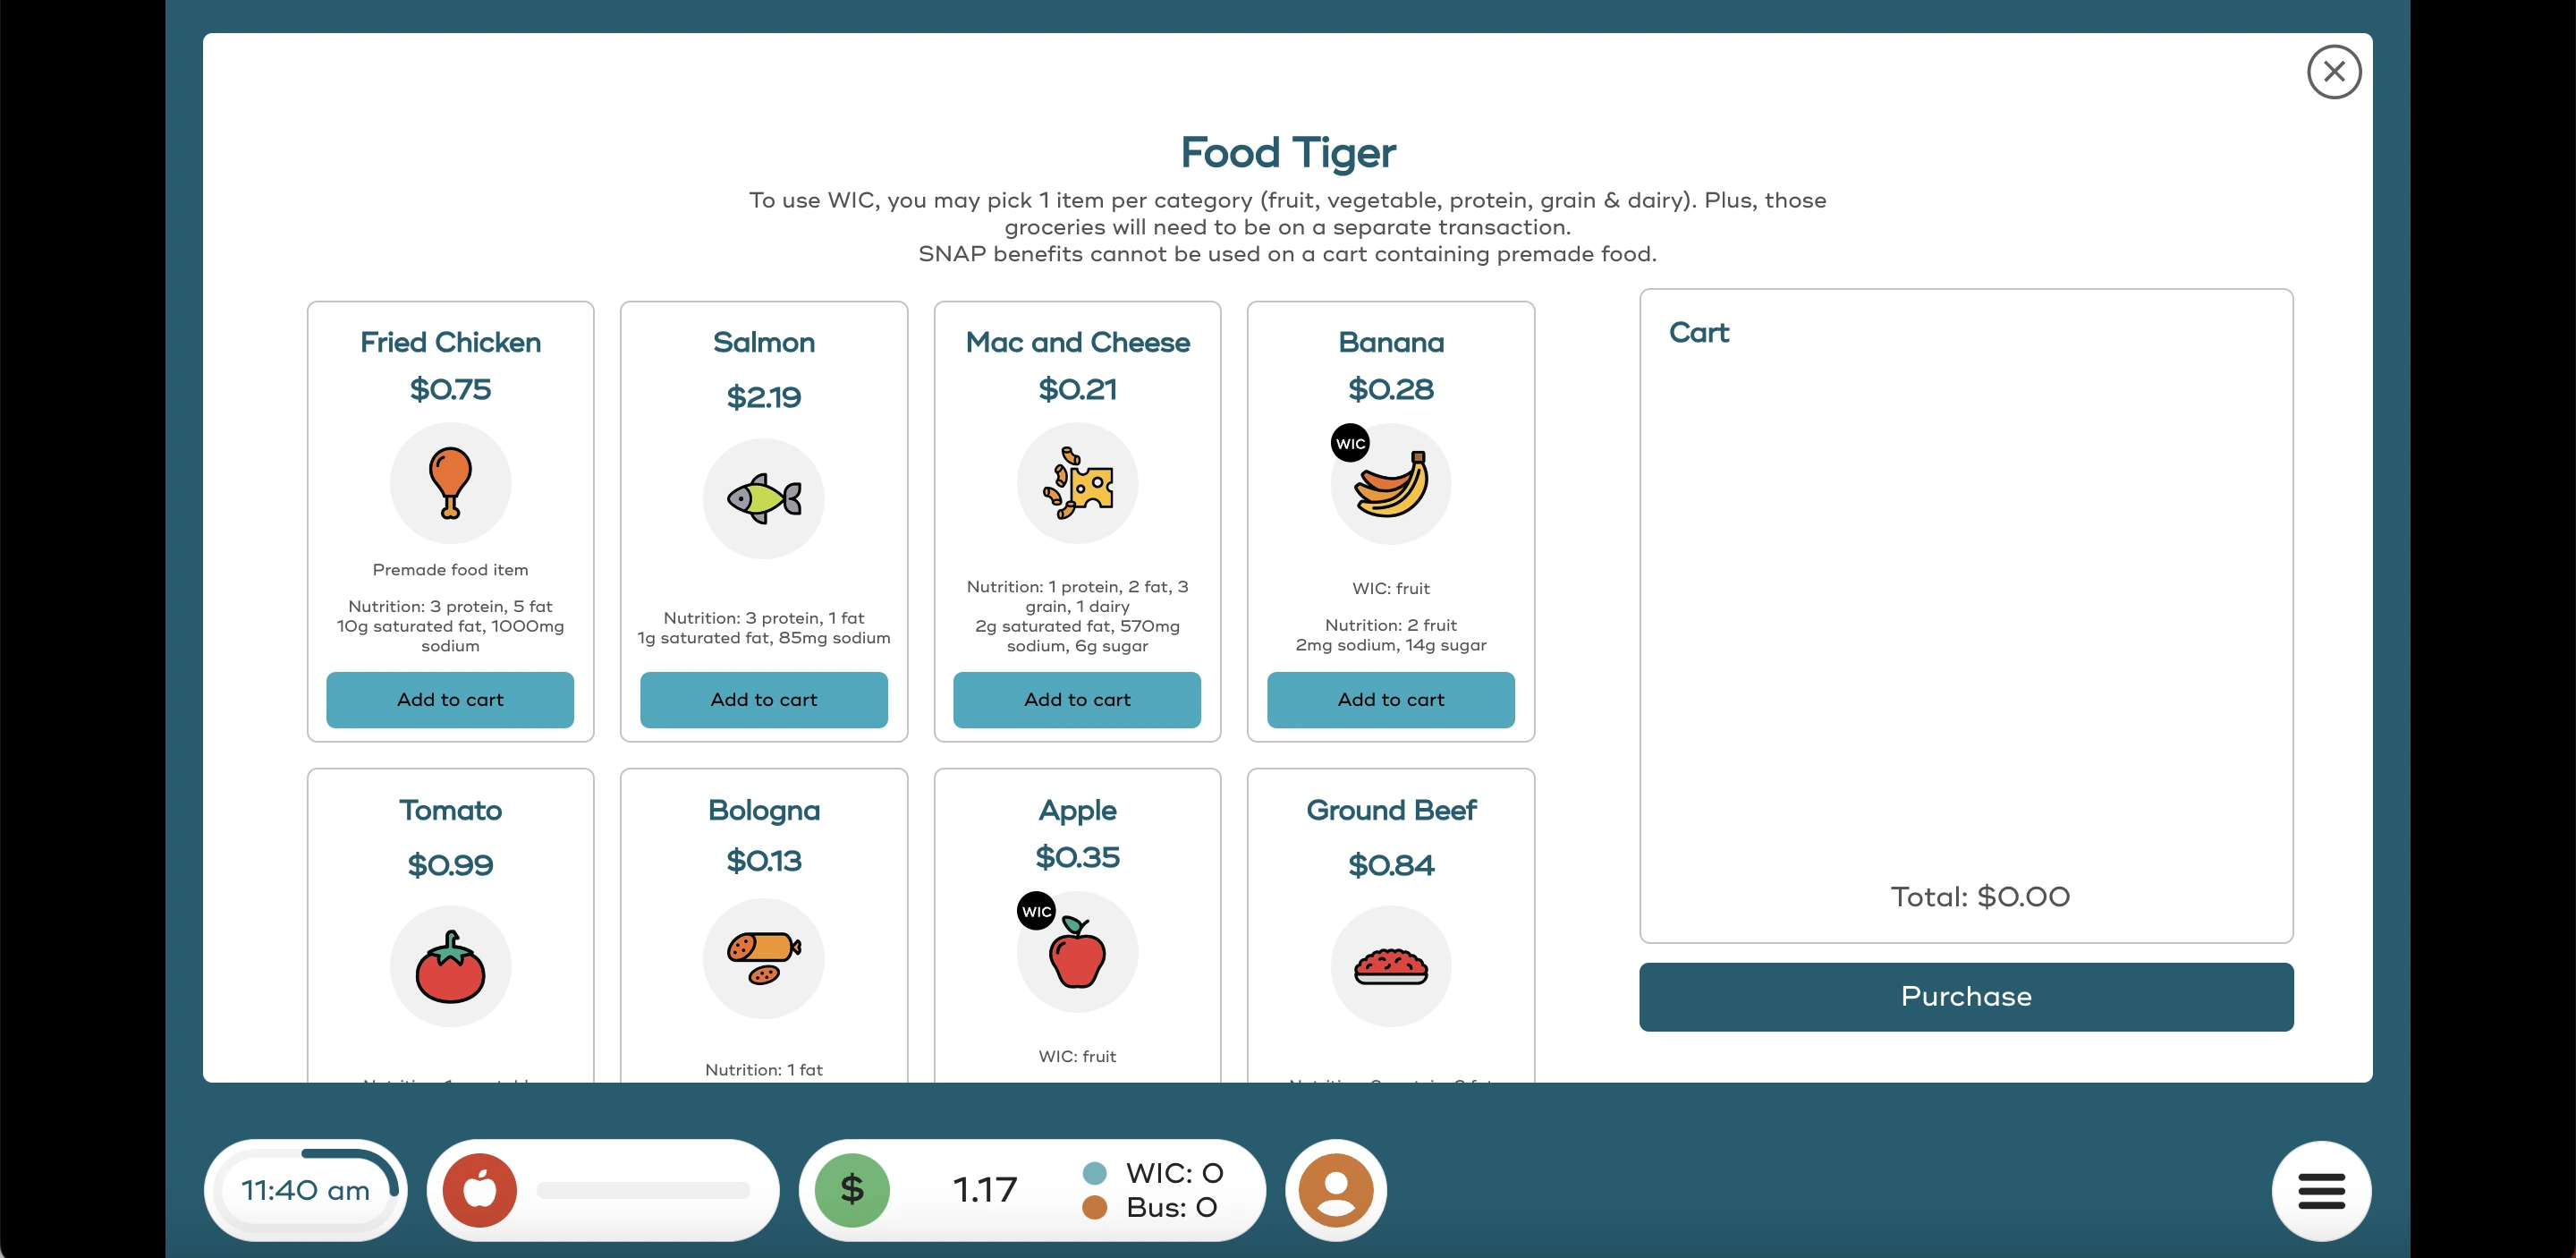 Food Tiger
To use WIC, you may pick 1 item per category (fruit, vegetable, protein, grain & dairy). Plus, those
groceries will need to be on a separate transaction.
SNAP benefits cannot be used on a cart containing premade food.
Fried Chicken
$0.75
Premade food item
Nutrition: 3 protein, 5 fat
10g saturated fat, 1000mg
sodium
Add to cart
Salmon
$2.19
Nutrition: 3 protein, 1 fat
1g saturated fat, 85mg sodium
Add to cart
Mac and Cheese
$0.21
Nutrition: 1 protein, 2 fat, 3
grain, 1 dairy
2g saturated fat, 570mg
sodium, 6g sugar
Add to cart
Banana
$0.28
WIC
WIC: fruit
Nutrition: 2 fruit
2mg sodium, 14g sugar
Add to cart
Cart
Total: $0.00
Purchase
Tomato
$0.99
Bologna
$0.13
Nutrition: 1 fat
Apple
$0.35
WIC
WIC: fruit
Ground Beef
$0.84
11:40 am
$
1.17
WIC: 0
Bus: 0